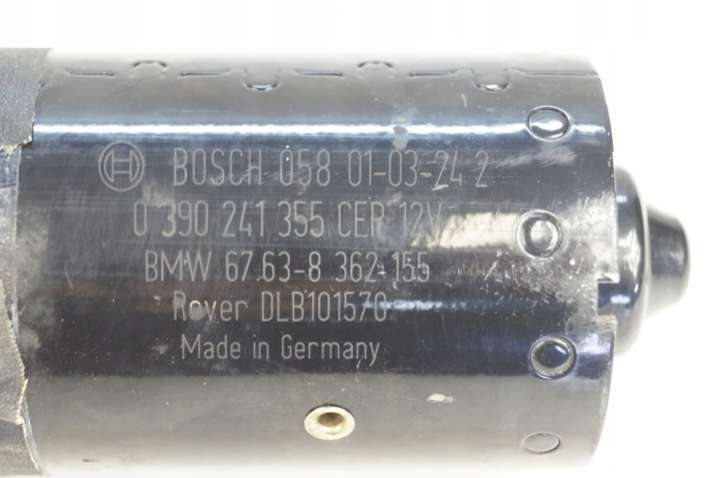 BOSCH 058 01-03-24 2
0 390 241 355 CEP 12V
BMW 67.63-8 362-155
Rover DLB101570
Made in Germany